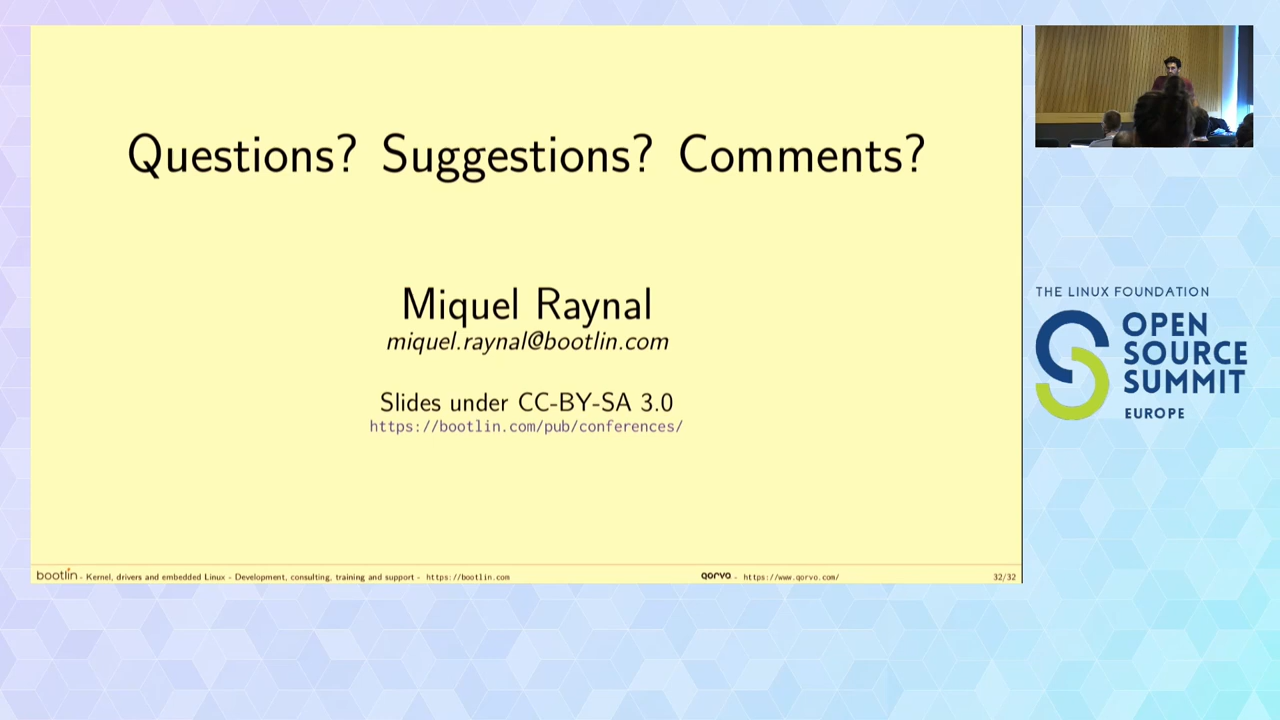 Questions? Suggestions? Comments?
Miquel Raynal
miquel.raynal@bootlin.com
Slides under CC-BY-SA 3.0
https://bootlin.com/pub/conferences/
bootlin - Kernel, drivers and embedded Linux - Development, consulting, training and support - https://bootlin.com
qorvo - https://www.qorvo.com/
32/32
THE LINUX FOUNDATION
OPEN
SOURCE
SUMMIT
EUROPE